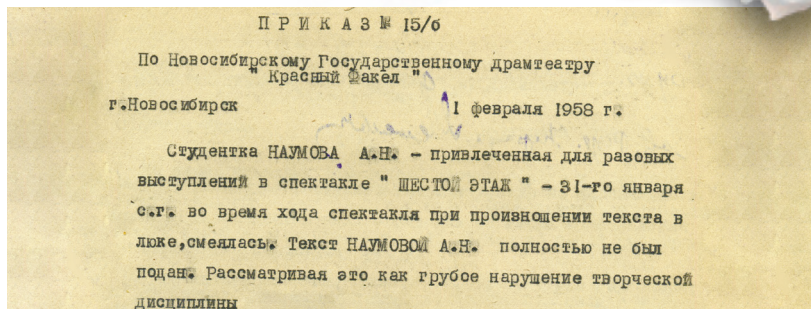 П Р И К А З № 15/б
По Новосибирскому Государственному драмтеатру
" Красный Факел "
г.Новосибирск 1 февраля 1958 г.
Студентка НАУМОВА А.Н. - привлеченная для разовых
выступлений в спектакле " ШЕСТОЙ ЭТАЖ " - 31-го января
с.г. во время хода спектакля при произношении текста в
люке,смеялась. Текст НАУМОВОЙ А.Н. полностью не был
подан. Рассматривая это как грубое нарушение творческой
дисциплины